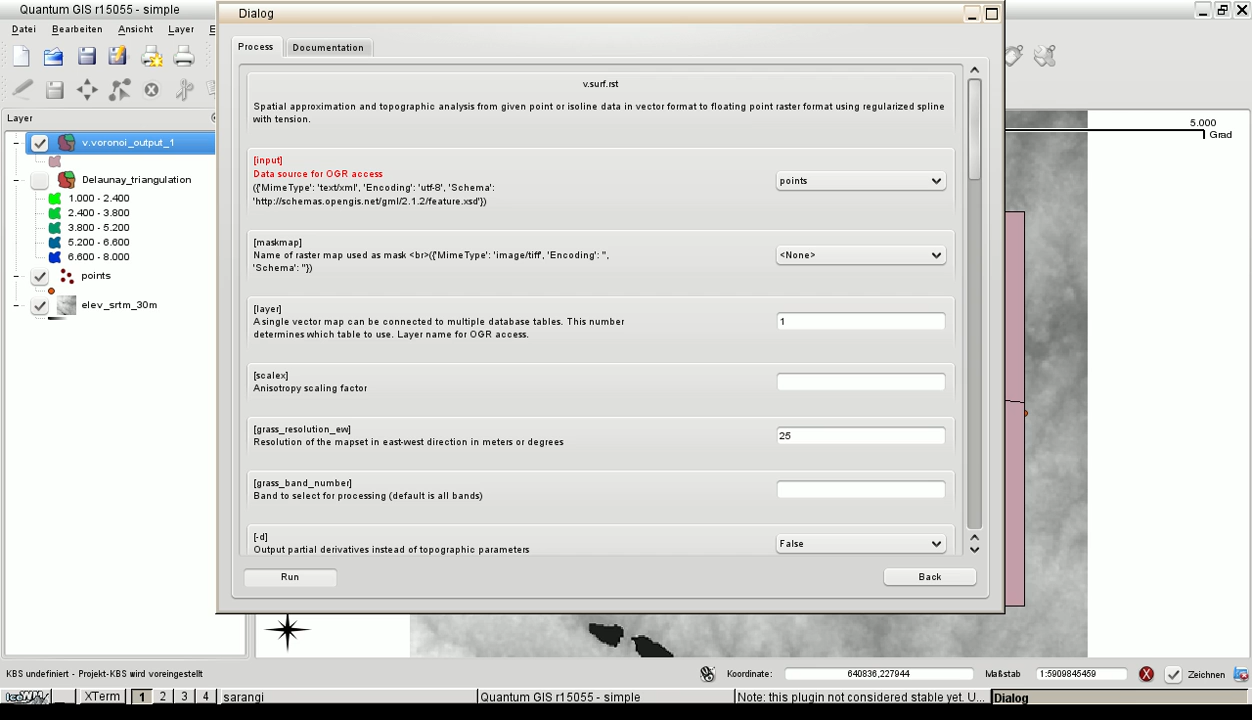 Quantum GIS r15055 - simple
Dialog
Datei
Bearbeiten
Ansicht
Layer
Process
Documentation
v.surf.rst
Spatial approximation and topographic analysis from given point or isoline data in vector format to floating point raster format using regularized spline
with tension.
Layer
v.voronoi_output_1
Delaunay_triangulation
1.000 - 2.400
2.400 - 3.800
3.800 - 5.200
5.200 - 6.600
6.600 - 8.000
points
elev_srtm_30m
[input]
Data source for OGR access
({'MimeType': 'text/xml', 'Encoding': 'utf-8', 'Schema':
'http://schemas.opengis.net/gml/2.1.2/feature.xsd'})
points
[maskmap]
Name of raster map used as mask <br>({'MimeType': 'image/tiff', 'Encoding': '',
'Schema': ''})
<None>
[layer]
A single vector map can be connected to multiple database tables. This number
determines which table to use. Layer name for OGR access.
1
[scalex]
Anisotropy scaling factor
[grass_resolution_ew]
Resolution of the mapset in east-west direction in meters or degrees
25
[grass_band_number]
Band to select for processing (default is all bands)
[-d]
Output partial derivatives instead of topographic parameters
False
Run
Back
5.000
Grad
KBS undefiniert - Projekt-KBS wird voreingestellt
Koordinate:
640836,227944
Maßstab
1:5909845459
Zeichnen
XTerm
1
2
3
4
sarangi
Quantum GIS r15055 - simple
Note: this plugin not considered stable yet. U...
Dialog